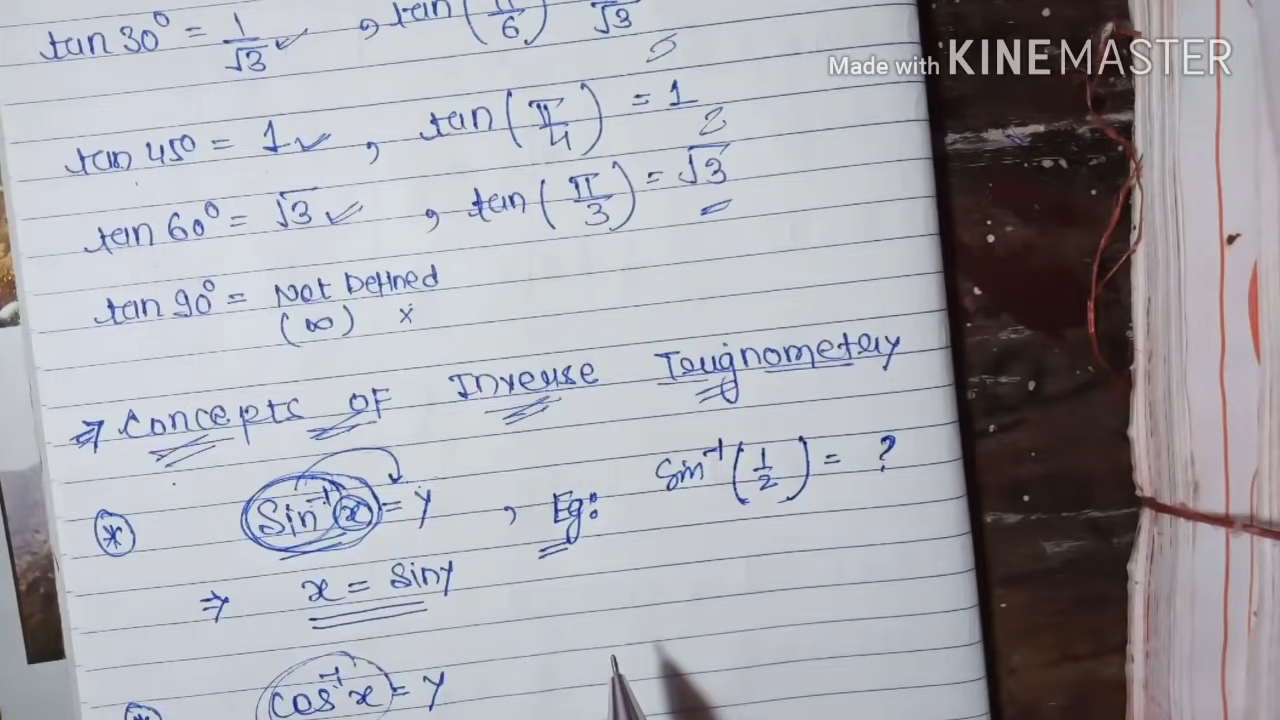 tan 30° = 1/√3 ✓ , tan(π/6) √3
Made with KINEMASTER
tan 45° = 1 ✓ , tan(π/4) = 1
tan 60° = √3 ✓ , tan(π/3) = √3
tan 90° = Not Defined
(∞) ×
⇒ Concepts OF Inverse Trignometry
* Sin⁻¹(x) = y , Eg: Sin⁻¹(1/2) = ?
⇒ x = Siny
* cos⁻¹x = y